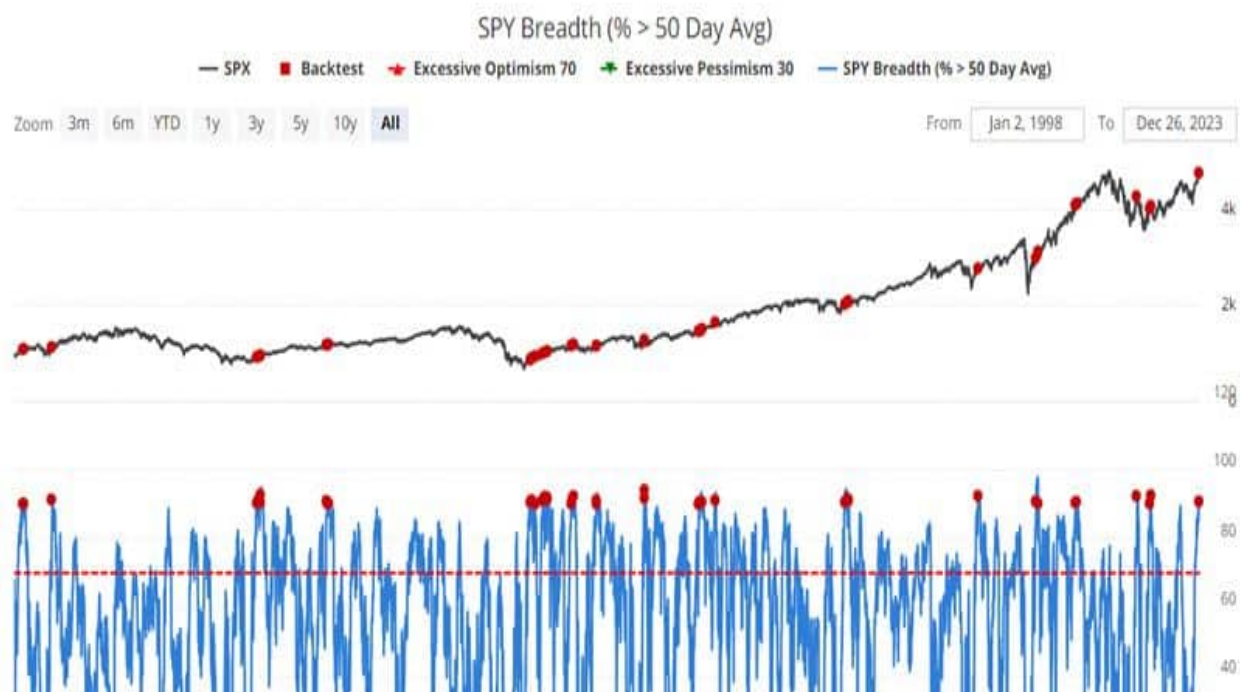 SPY Breadth (% > 50 Day Avg)
SPX Backtest Excessive Optimism 70 Excessive Pessimism 30 SPY Breadth (% > 50 Day Avg)
Zoom 3m 6m YTD 1y 3y 5y 10y All From Jan 2, 1998 To Dec 26, 2023
4k
2k
120
0
100
80
60
40